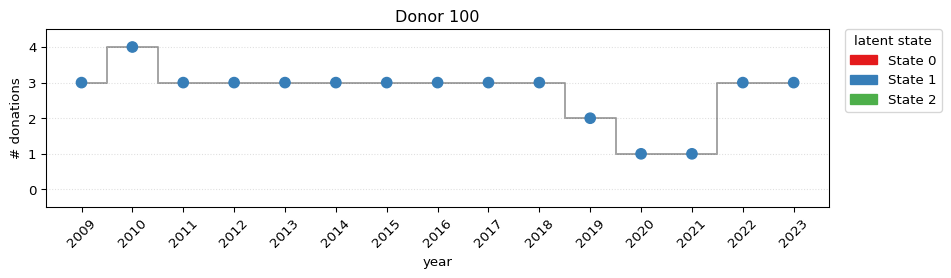 Donor 100
# donations
4
3
2
1
0
2009
2010
2011
2012
2013
2014
2015
2016
2017
2018
2019
2020
2021
2022
2023
year
latent state
State 0
State 1
State 2